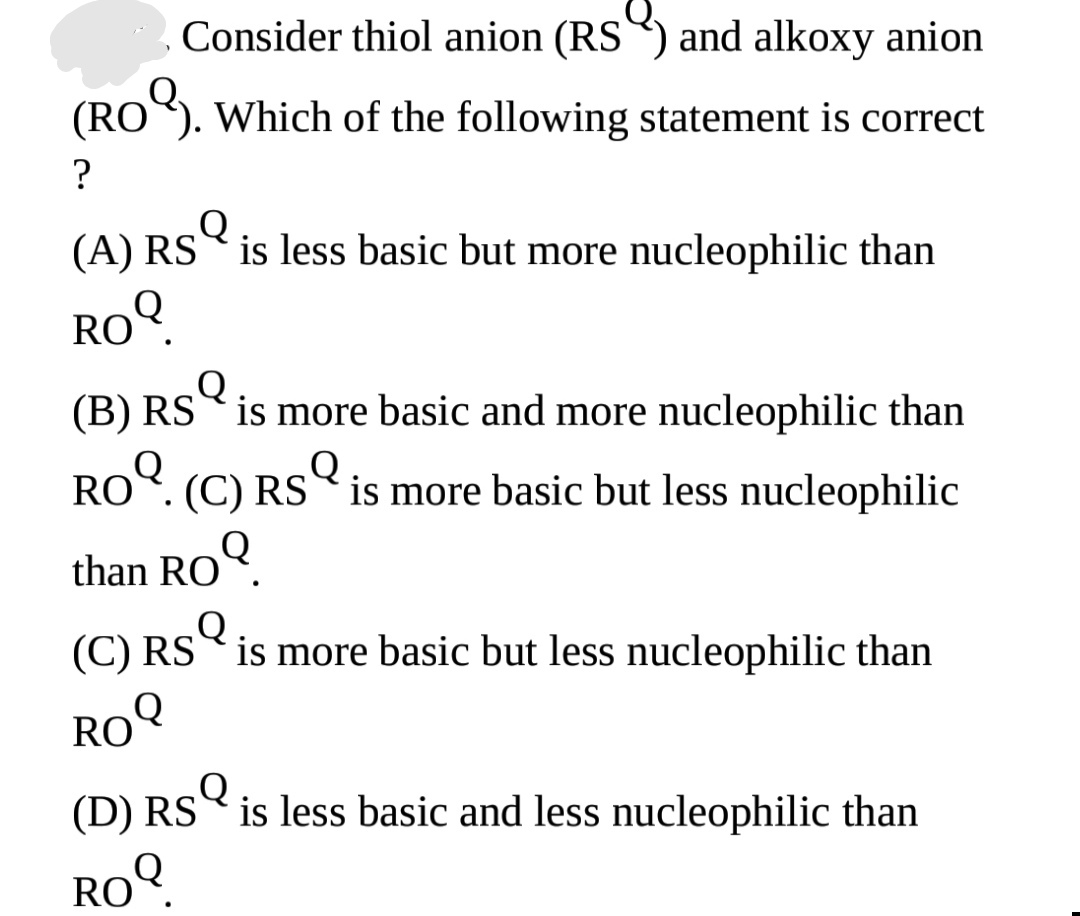 Consider thiol anion (RS^Q) and alkoxy anion
(RO^Q). Which of the following statement is correct
?
(A) RS^Q is less basic but more nucleophilic than
RO^Q.
(B) RS^Q is more basic and more nucleophilic than
RO^Q. (C) RS^Q is more basic but less nucleophilic
than RO^Q.
(C) RS^Q is more basic but less nucleophilic than
RO^Q
(D) RS^Q is less basic and less nucleophilic than
RO^Q.